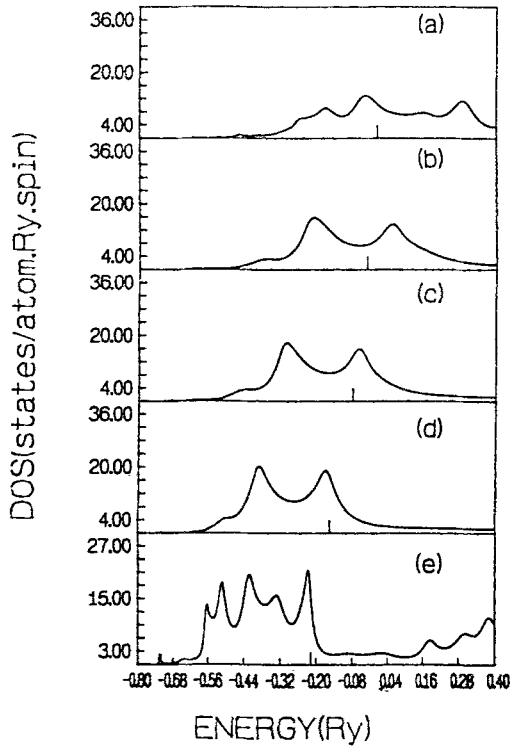 DOS(states/atom.Ry.spin)
36.00
20.00
4.00
(a)
36.00
20.00
4.00
(b)
36.00
20.00
4.00
(c)
36.00
20.00
4.00
(d)
27.00
15.00
3.00
(e)
-0.80 -0.68 -0.56 -0.44 -0.32 -0.20 -0.08 0.04 0.16 0.28 0.40
ENERGY(Ry)